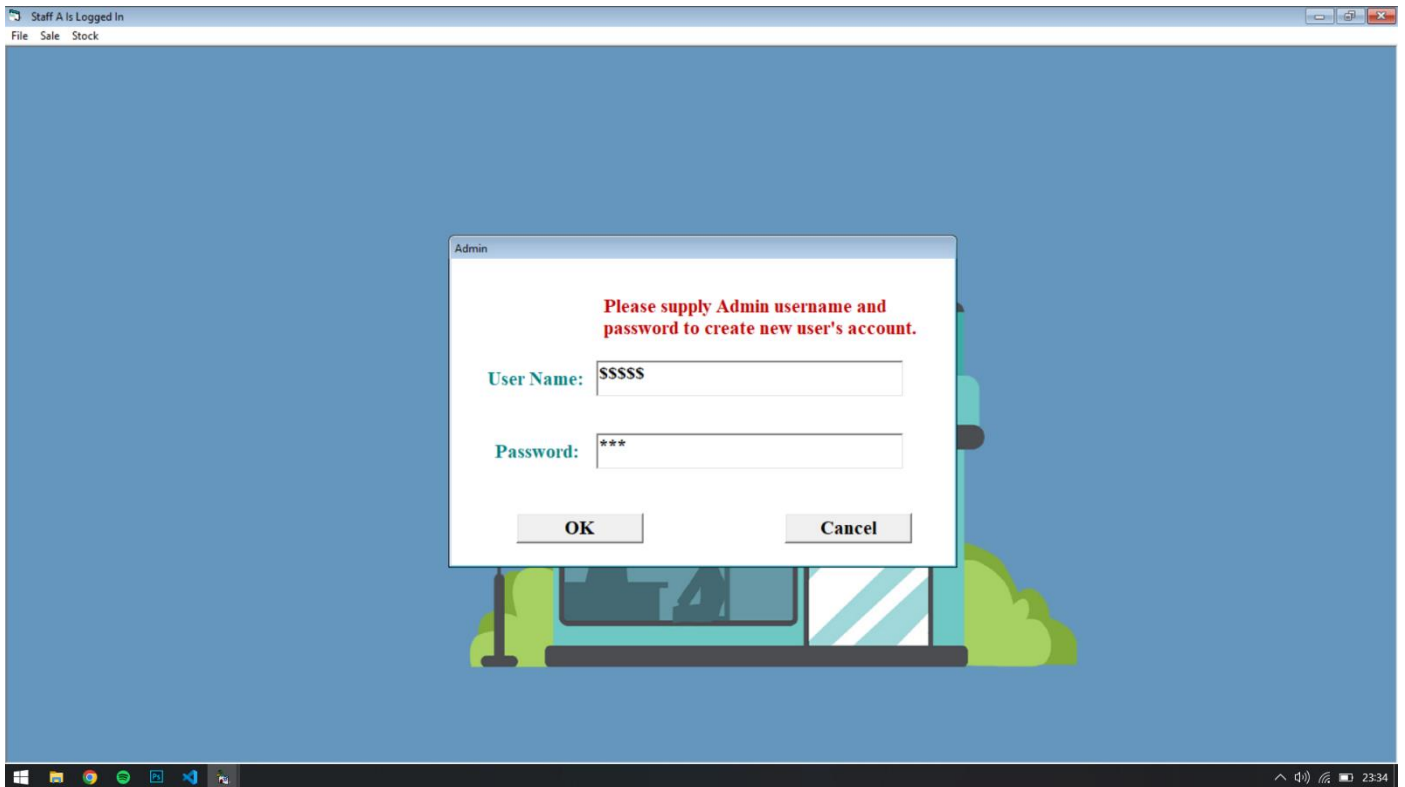 Staff A Is Logged In
File Sale Stock
Admin
Please supply Admin username and
password to create new user's account.
User Name: $$$$$
Password: ***
OK Cancel
Ps
23:34